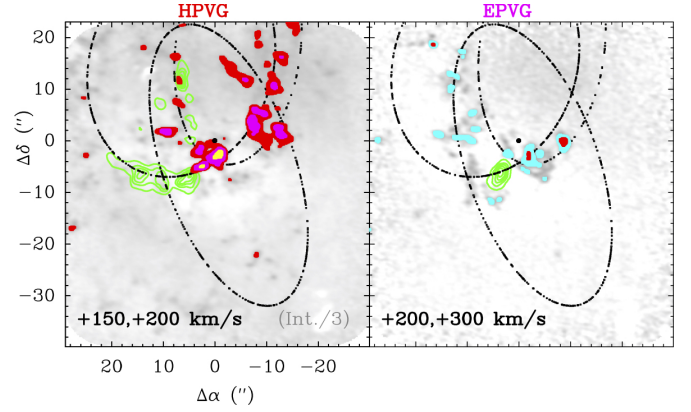 HPVG EPVG
20
10
0
−10
−20
−30
Δδ (″)
+150,+200 km/s (Int./3) +200,+300 km/s
20 10 0 −10 −20
Δα (″)